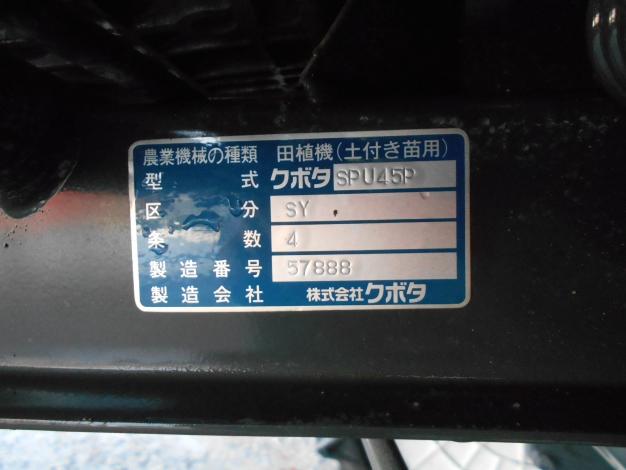 農業機械の種類 田植機(土付き苗用)
型式 クボタ SPU45P
区分 SY
条数 4
製造番号 57888
製造会社 株式会社クボタ